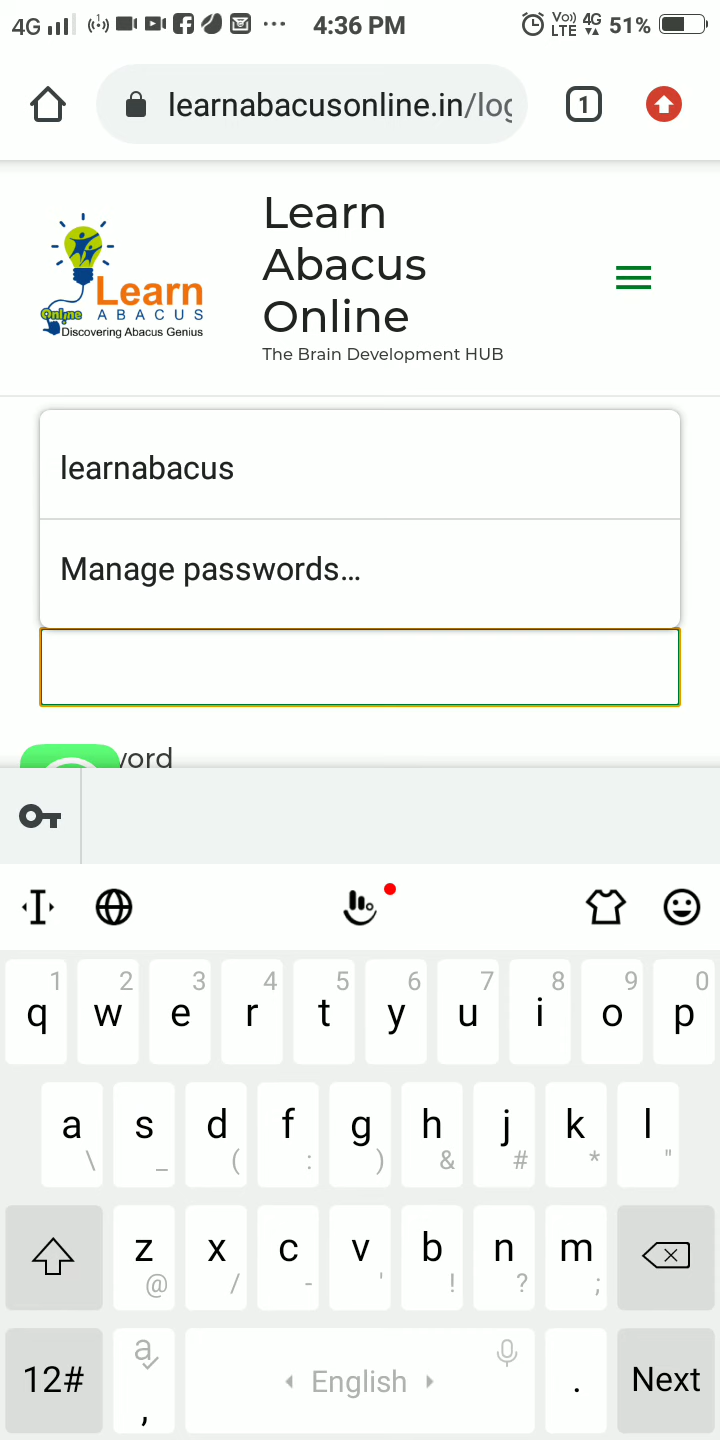 4G 4:36 PM Vo)) LTE 4G 51%
learnabacusonline.in/log 1
Learn
Online ABACUS
Discovering Abacus Genius
Learn
Abacus
Online
The Brain Development HUB
learnabacus
Manage passwords...
word
1 2 3 4 5 6 7 8 9 0
q w e r t y u i o p
a s d f g h j k l
\ _ ( : ) & # * "
z x c v b n m
@ / - ' ! ? ;
12# a , English . Next